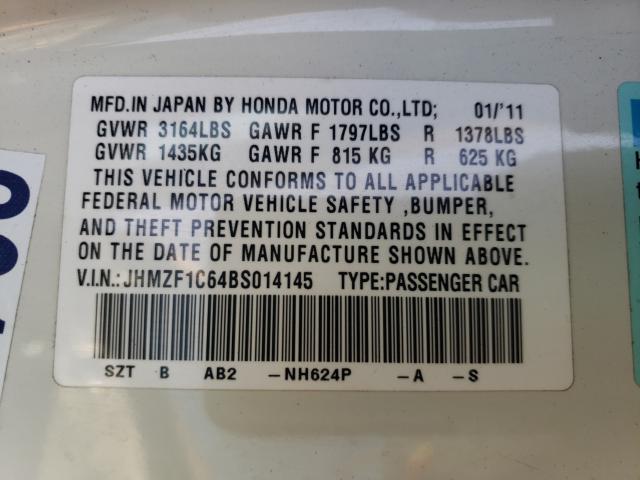 MFD.IN JAPAN BY HONDA MOTOR CO.,LTD; 01/'11
GVWR 3164LBS GAWR F 1797LBS R 1378LBS
GVWR 1435KG GAWR F 815 KG R 625 KG
THIS VEHICLE CONFORMS TO ALL APPLICABLE
FEDERAL MOTOR VEHICLE SAFETY ,BUMPER,
AND THEFT PREVENTION STANDARDS IN EFFECT
ON THE DATE OF MANUFACTURE SHOWN ABOVE.
V.I.N.:JHMZF1C64BS014145 TYPE:PASSENGER CAR
SZT B AB2 -NH624P -A -S